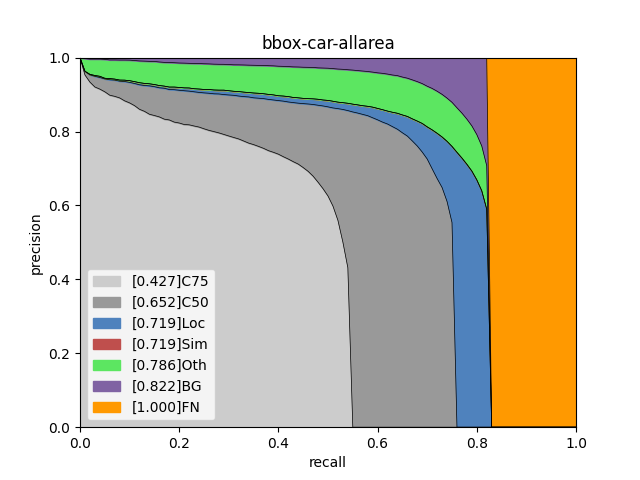 bbox-car-allarea
1.0
0.8
0.6
0.4
0.2
0.0
precision
[0.427]C75
[0.652]C50
[0.719]Loc
[0.719]Sim
[0.786]Oth
[0.822]BG
[1.000]FN
0.0 0.2 0.4 0.6 0.8 1.0
recall